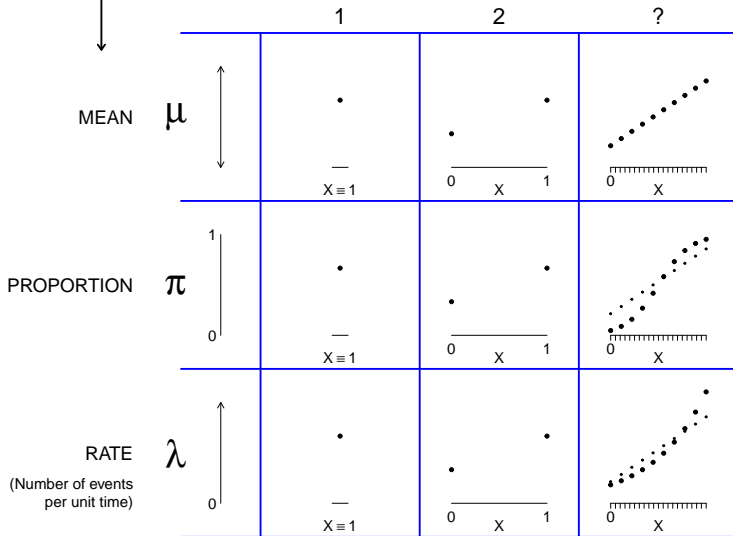 1 2 ?
MEAN μ
X ≡ 1
0 X 1
0 X
PROPORTION π
1
0
X ≡ 1
0 X 1
0 X
RATE λ
(Number of events
per unit time)
0
X ≡ 1
0 X 1
0 X